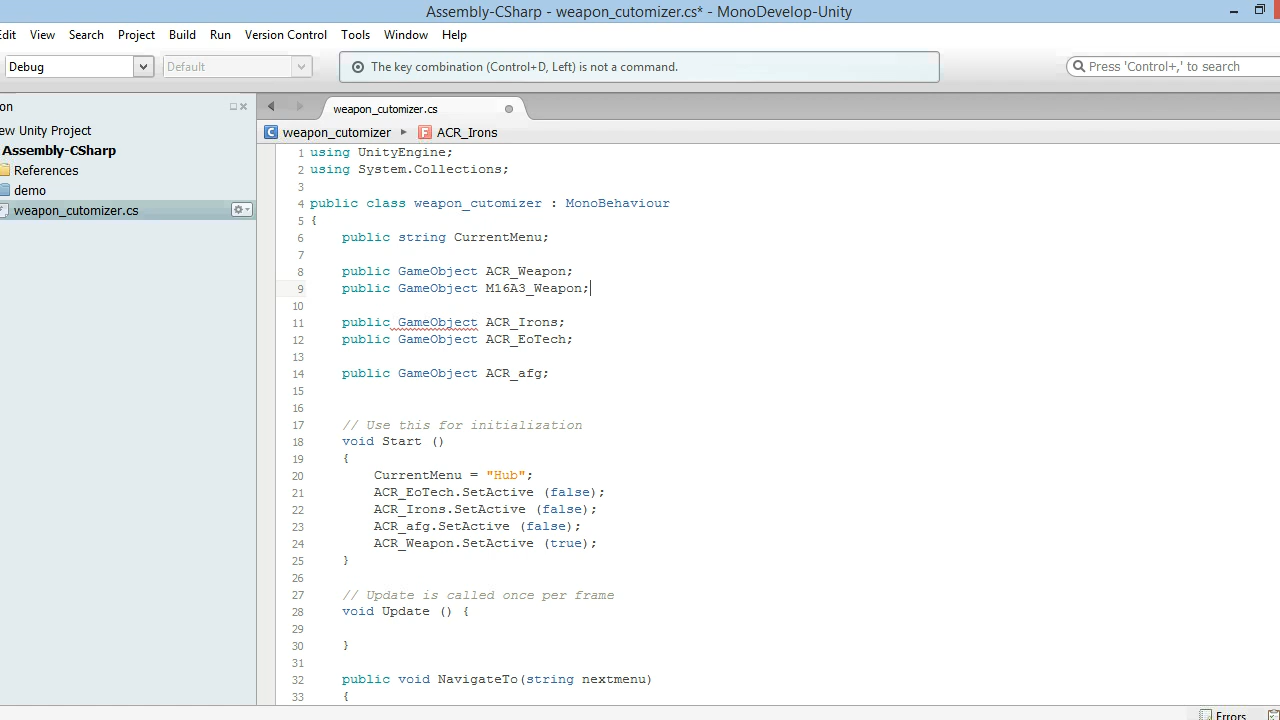 Assembly-CSharp - weapon_cutomizer.cs* - MonoDevelop-Unity
dit View Search Project Build Run Version Control Tools Window Help
Debug Default The key combination (Control+D, Left) is not a command. Press 'Control+,' to search
on
weapon_cutomizer.cs
ew Unity Project
Assembly-CSharp
References
demo
weapon_cutomizer.cs
weapon_cutomizer ▸ F ACR_Irons
1 using UnityEngine;
2 using System.Collections;
3
4 public class weapon_cutomizer : MonoBehaviour
5 {
6 public string CurrentMenu;
7
8 public GameObject ACR_Weapon;
9 public GameObject M16A3_Weapon;
10
11 public GameObject ACR_Irons;
12 public GameObject ACR_EoTech;
13
14 public GameObject ACR_afg;
15
16
17 // Use this for initialization
18 void Start ()
19 {
20 CurrentMenu = "Hub";
21 ACR_EoTech.SetActive (false);
22 ACR_Irons.SetActive (false);
23 ACR_afg.SetActive (false);
24 ACR_Weapon.SetActive (true);
25 }
26
27 // Update is called once per frame
28 void Update () {
29
30 }
31
32 public void NavigateTo(string nextmenu)
33 {
Errors